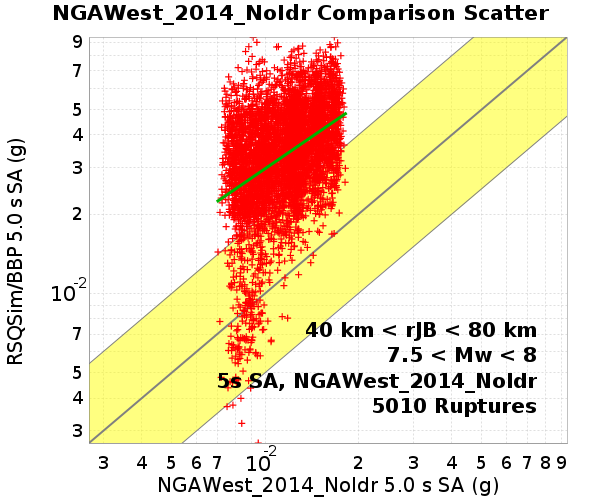 NGAWest_2014_NoIdr Comparison Scatter
RSQSim/BBP 5.0 s SA (g)
9
7
5
4
3
2
10-2
7
5
4
3
40 km < rJB < 80 km
7.5 < Mw < 8
5s SA, NGAWest_2014_NoIdr
5010 Ruptures
3 4 5 6 7 10-2 2 3 4 5 6 7 8 9
NGAWest_2014_NoIdr 5.0 s SA (g)